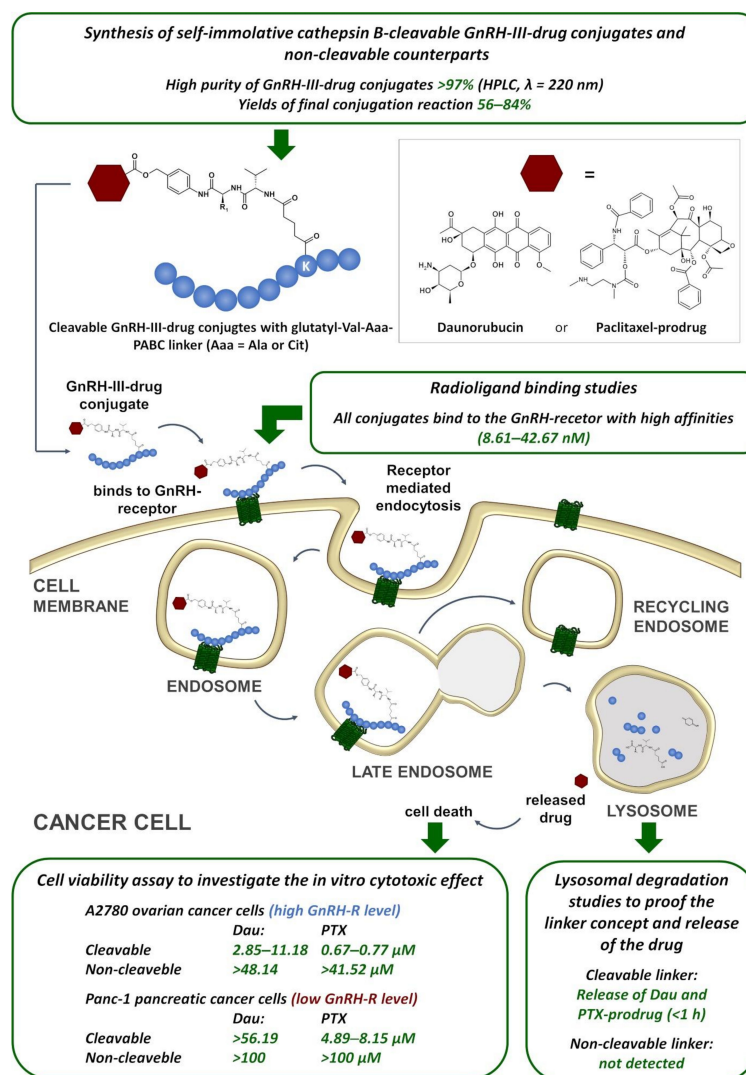 Synthesis of self-immolative cathepsin B-cleavable GnRH-III-drug conjugates and
non-cleavable counterparts
High purity of GnRH-III-drug conjugates >97% (HPLC, λ = 220 nm)
Yields of final conjugation reaction 56–84%
K
R1
=
Cleavable GnRH-III-drug conjugtes with glutatyl-Val-Aaa-
PABC linker (Aaa = Ala or Cit)
Daunorubucin or Paclitaxel-prodrug
GnRH-III-drug
conjugate
Radioligand binding studies
All conjugates bind to the GnRH-recetor with high affinities
(8.61–42.67 nM)
binds to GnRH-
receptor
Receptor
mediated
endocytosis
CELL
MEMBRANE
RECYCLING
ENDOSOME
ENDOSOME
LATE ENDOSOME
LYSOSOME
released
drug
cell death
CANCER CELL
Cell viability assay to investigate the in vitro cytotoxic effect
A2780 ovarian cancer cells (high GnRH-R level)
Dau: PTX
Cleavable 2.85–11.18 0.67–0.77 µM
Non-cleaveble >48.14 >41.52 µM
Panc-1 pancreatic cancer cells (low GnRH-R level)
Dau: PTX:
Cleavable >56.19 4.89–8.15 µM
Non-cleaveble >100 >100 µM
Lysosomal degradation
studies to proof the
linker concept and release
of the drug
Cleavable linker:
Release of Dau and
PTX-prodrug (<1 h)
Non-cleavable linker:
not detected